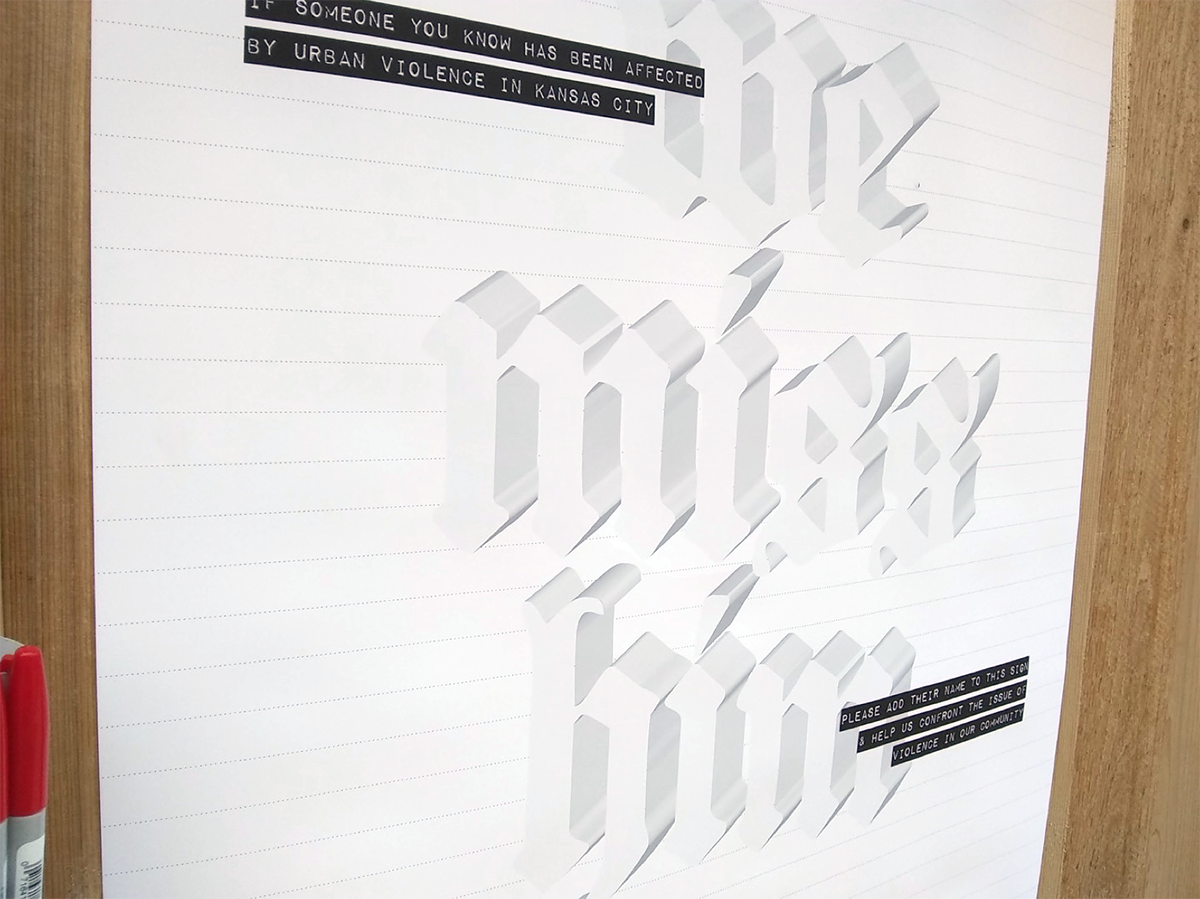 IF SOMEONE YOU KNOW HAS BEEN AFFECTED
BY URBAN VIOLENCE IN KANSAS CITY
We
miss
him
PLEASE ADD THEIR NAME TO THIS SIGN
& HELP US CONFRONT THE ISSUE OF
VIOLENCE IN OUR COMMUNITY